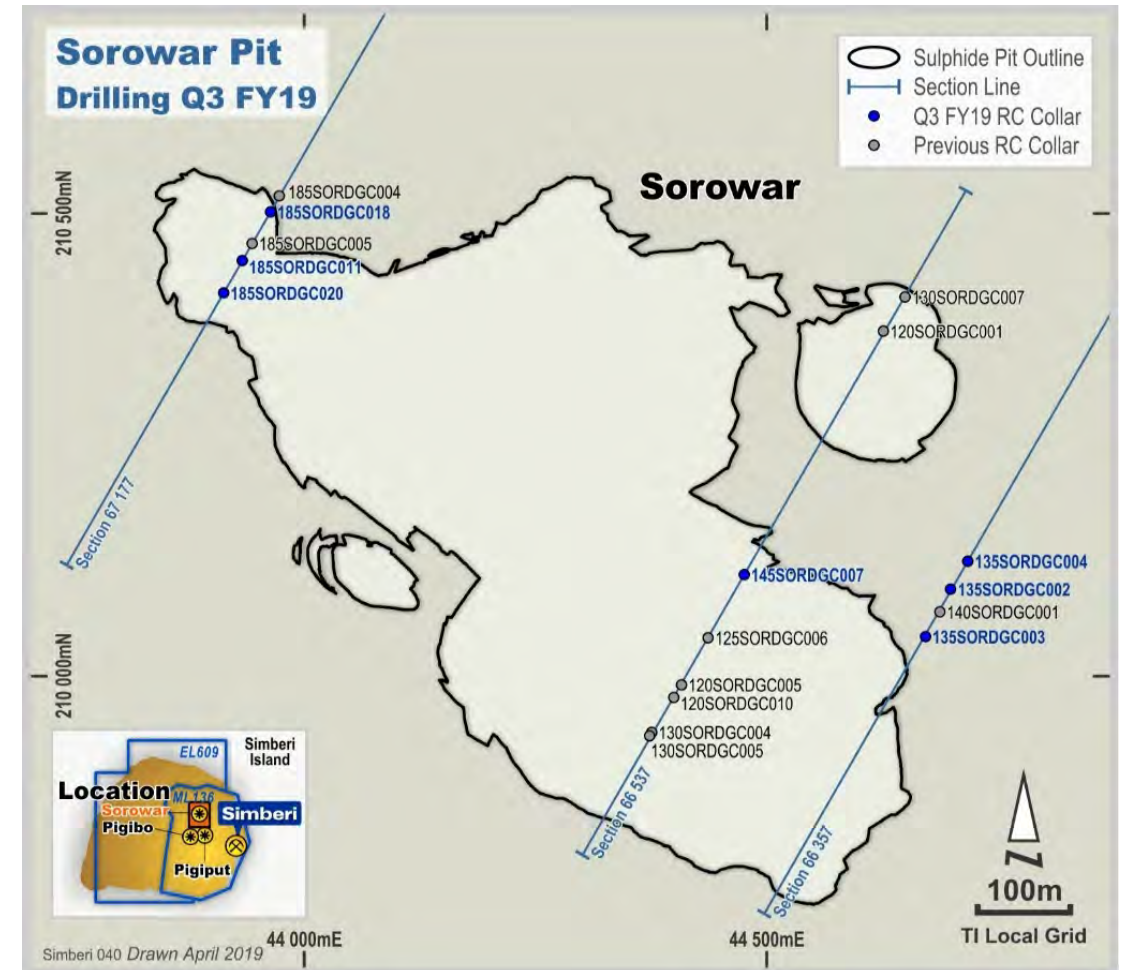 Sorowar Pit
Drilling Q3 FY19
Sulphide Pit Outline
Section Line
Q3 FY19 RC Collar
Previous RC Collar
Sorowar
210 500mN
185SORDGC004
185SORDGC018
185SORDGC005
185SORDGC011
185SORDGC020
130SORDGC007
120SORDGC001
Section 67 177
145SORDGC007
135SORDGC004
135SORDGC002
140SORDGC001
135SORDGC003
125SORDGC006
210 000mN
120SORDGC005
120SORDGC010
130SORDGC004
130SORDGC005
Section 66 537
Section 66 357
EL609
Simberi
Island
Location
ML136
Sorowar
Simberi
Pigibo
Pigiput
N
100m
TI Local Grid
44 000mE
44 500mE
Simberi 040 Drawn April 2019